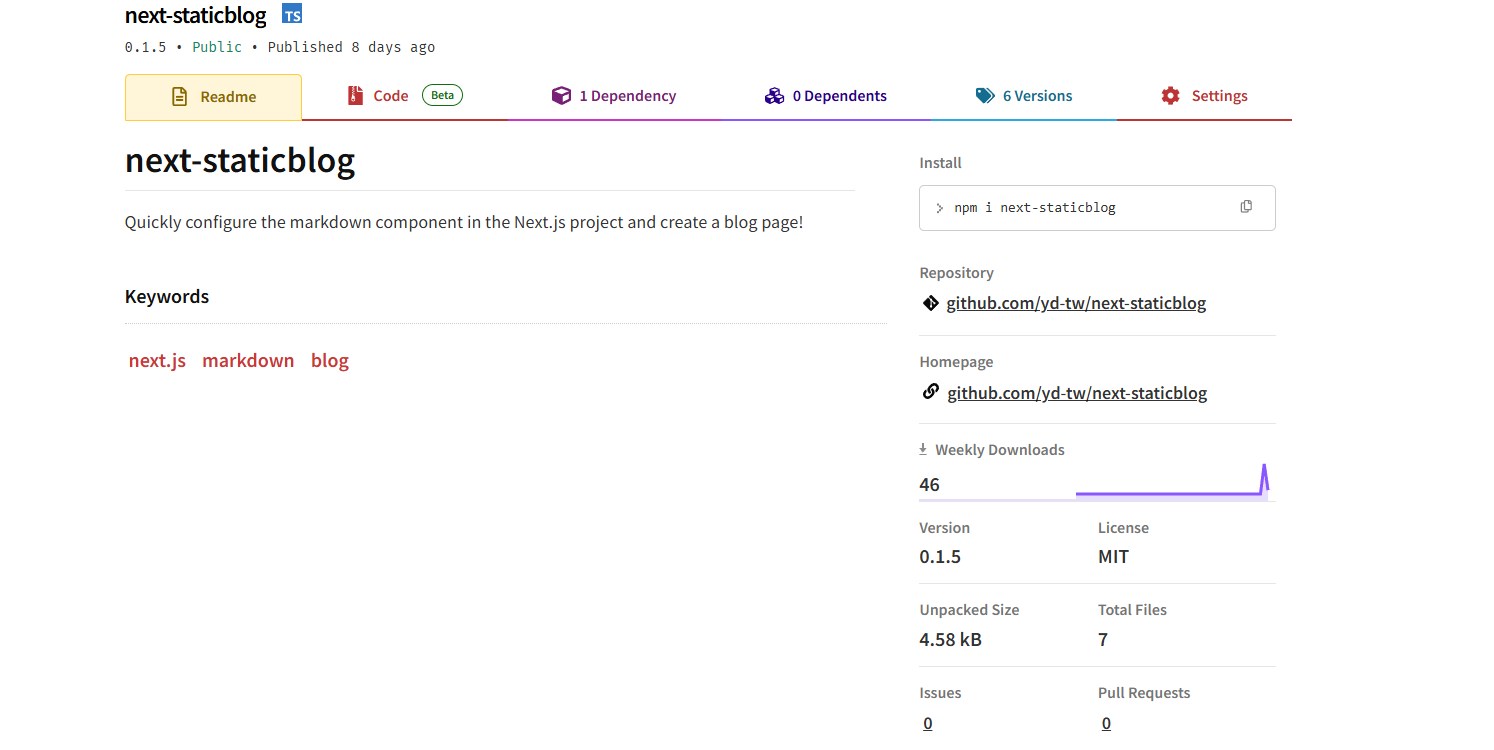 next-staticblog TS
0.1.5 • Public • Published 8 days ago
Readme Code Beta 1 Dependency 0 Dependents 6 Versions Settings
next-staticblog
Quickly configure the markdown component in the Next.js project and create a blog page!
Keywords
next.js markdown blog
Install
> npm i next-staticblog
Repository
github.com/yd-tw/next-staticblog
Homepage
github.com/yd-tw/next-staticblog
Weekly Downloads
46
Version License
0.1.5 MIT
Unpacked Size Total Files
4.58 kB 7
Issues Pull Requests
0 0